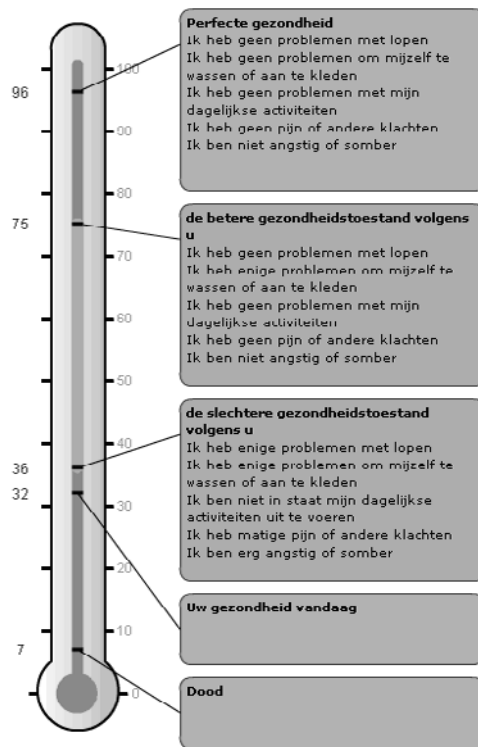 Perfecte gezondheid
Ik heb geen problemen met lopen
Ik heb geen problemen om mijzelf te
wassen of aan te kleden
Ik heb geen problemen met mijn
dagelijkse activiteiten
Ik heb geen pijn of andere klachten
Ik ben niet angstig of somber
de betere gezondheidstoestand volgens
u
Ik heb geen problemen met lopen
Ik heb enige problemen om mijzelf te
wassen of aan te kleden
Ik heb geen problemen met mijn
dagelijkse activiteiten
Ik heb geen pijn of andere klachten
Ik ben niet angstig of somber
de slechtere gezondheidstoestand
volgens u
Ik heb enige problemen met lopen
Ik heb enige problemen om mijzelf te
wassen of aan te kleden
Ik ben niet in staat mijn dagelijkse
activiteiten uit te voeren
Ik heb matige pijn of andere klachten
Ik ben erg angstig of somber
Uw gezondheid vandaag
Dood
96
75
36
32
7
100
90
80
70
60
50
40
30
20
10
0